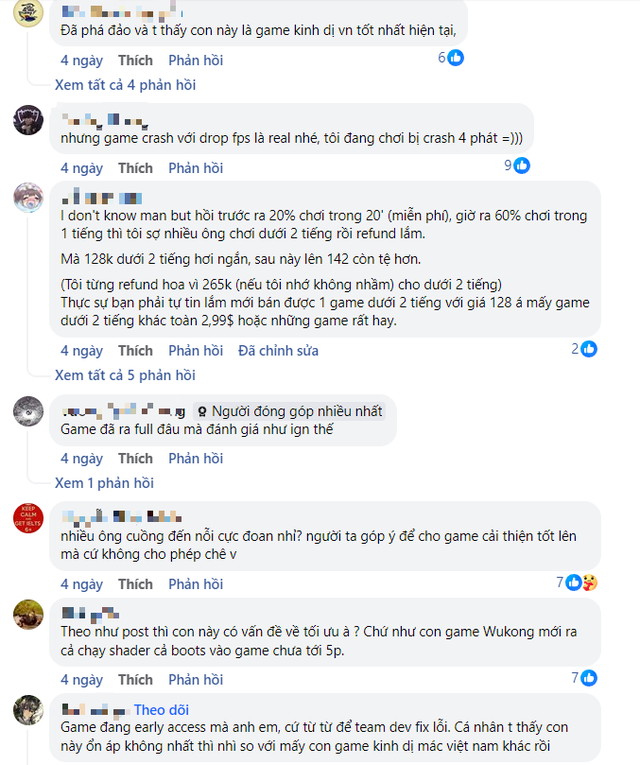 Đã phá đảo và t thấy con này là game kinh dị vn tốt nhất hiện tại,
4 ngày Thích Phản hồi 6
Xem tất cả 4 phản hồi
nhưng game crash với drop fps là real nhé, tôi đang chơi bị crash 4 phát =)))
4 ngày Thích Phản hồi 9
I don't know man but hồi trước ra 20% chơi trong 20' (miễn phí), giờ ra 60% chơi trong
1 tiếng thì tôi sợ nhiều ông chơi dưới 2 tiếng rồi refund lắm.
Mà 128k dưới 2 tiếng hơi ngắn, sau này lên 142 còn tệ hơn.
(Tôi từng refund hoa vì 265k (nếu tôi nhớ không nhầm) cho dưới 2 tiếng)
Thực sự bạn phải tự tin lắm mới bán được 1 game dưới 2 tiếng với giá 128 á mấy game
dưới 2 tiếng khác toàn 2,99$ hoặc những game rất hay.
4 ngày Thích Phản hồi Đã chỉnh sửa 2
Xem tất cả 5 phản hồi
Người đóng góp nhiều nhất
Game đã ra full đâu mà đánh giá như ign thế
4 ngày Thích Phản hồi
Xem 1 phản hồi
KEEP
CALM
GET IELTS
6+
nhiều ông cuồng đến nỗi cực đoan nhỉ? người ta góp ý để cho game cải thiện tốt lên
mà cứ không cho phép chê v
4 ngày Thích Phản hồi 7
Theo như post thì con này có vấn đề về tối ưu à ? Chứ như con game Wukong mới ra
cả chạy shader cả boots vào game chưa tới 5p.
4 ngày Thích Phản hồi 7
Theo dõi
Game đang early access mà anh em, cứ từ từ để team dev fix lỗi. Cá nhân t thấy con
này ổn áp không nhất thì nhì so với mấy con game kinh dị mác việt nam khác rồi